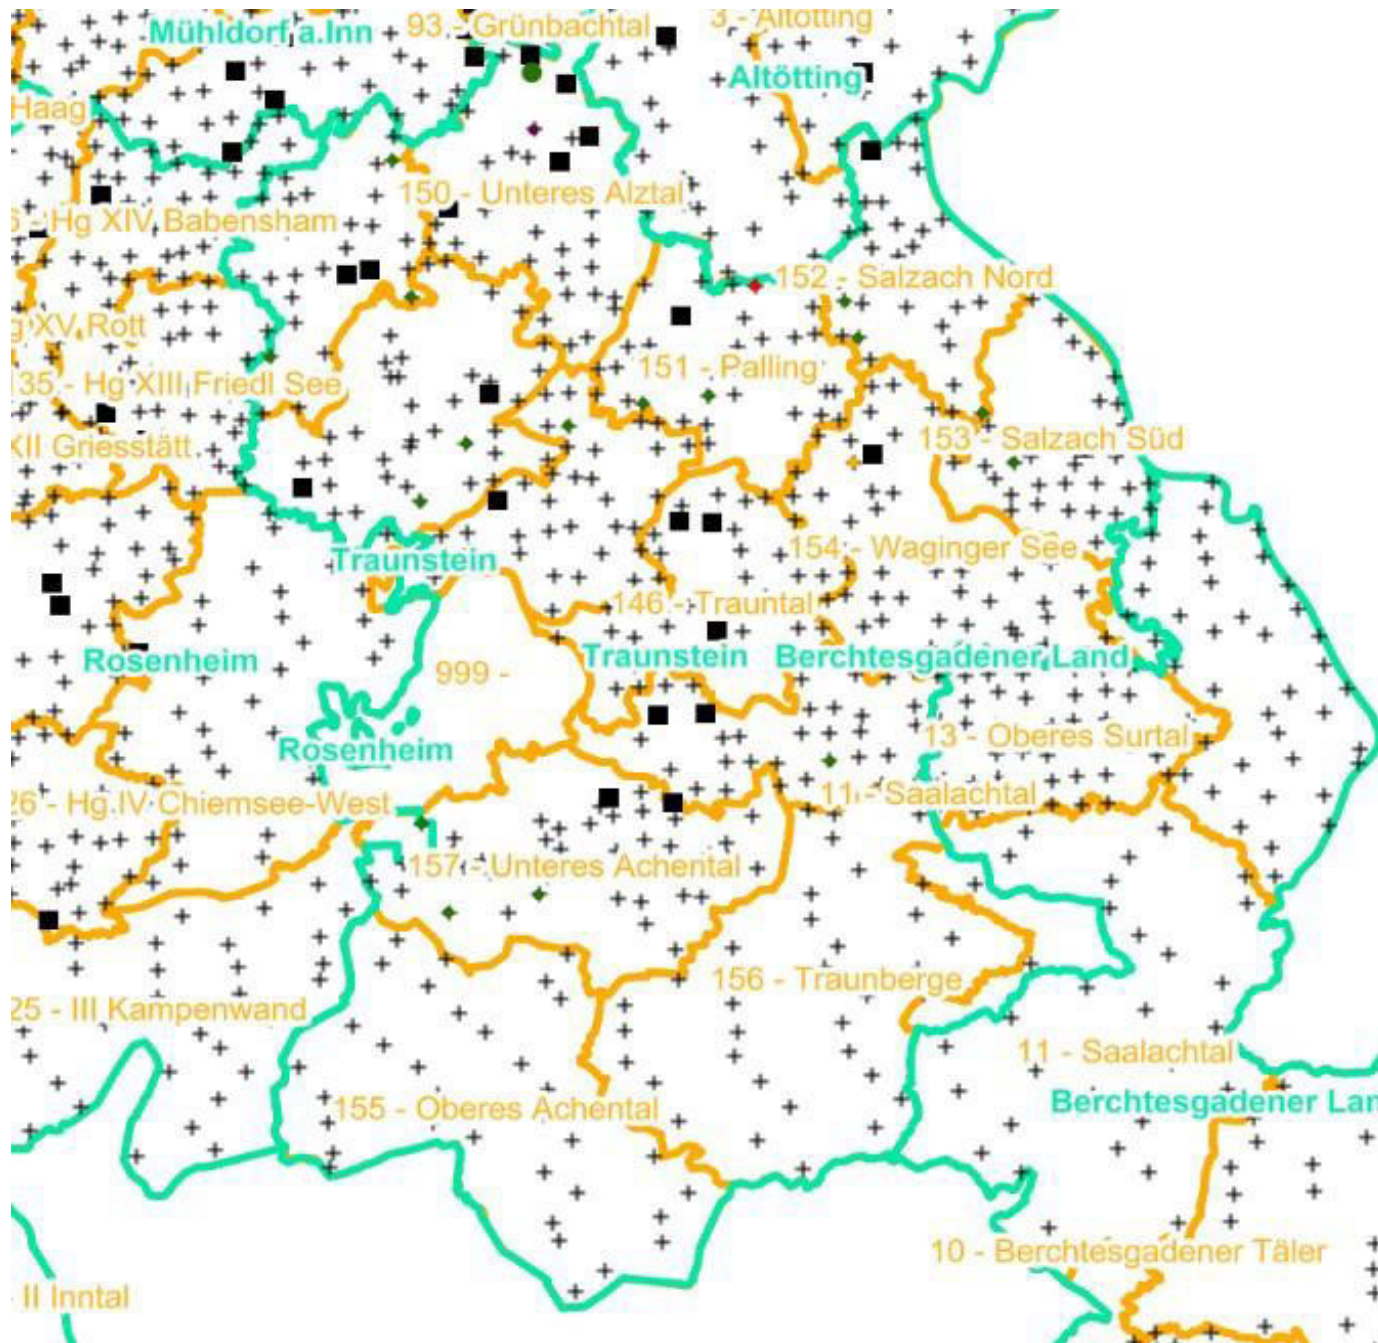 93 - Grünbachtal
3 - Altötting
Mühldorf a.Inn
Altötting
Haag
150 - Unteres Alztal
6 - Hg XIV Babensham
152 - Salzach Nord
g XV Rott
151 - Palling
135 - Hg XIII Friedl See
153 - Salzach Süd
XII Griesstätt
154 - Waginger See
Traunstein
146 - Trauntal
Rosenheim
999 -
Traunstein
Berchtesgadener Land
13 - Oberes Surtal
Rosenheim
11 - Saalachtal
26 - Hg IV Chiemsee-West
157 - Unteres Achental
156 - Traunberge
25 - III Kampenwand
11 - Saalachtal
Berchtesgadener Lan
155 - Oberes Achental
10 - Berchtesgadener Täler
II Inntal